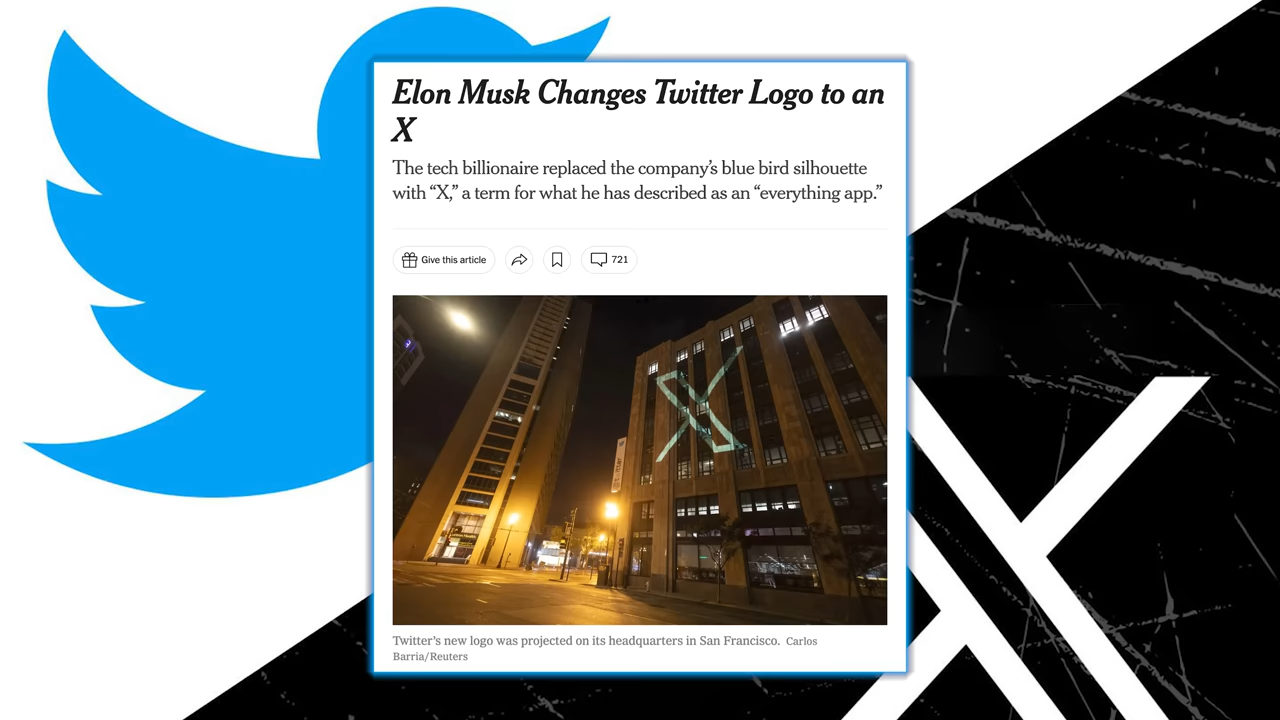 Elon Musk Changes Twitter Logo to an
X
The tech billionaire replaced the company’s blue bird silhouette
with “X,” a term for what he has described as an “everything app.”
Give this article
721
Twitter’s new logo was projected on its headquarters in San Francisco. Carlos
Barria/Reuters